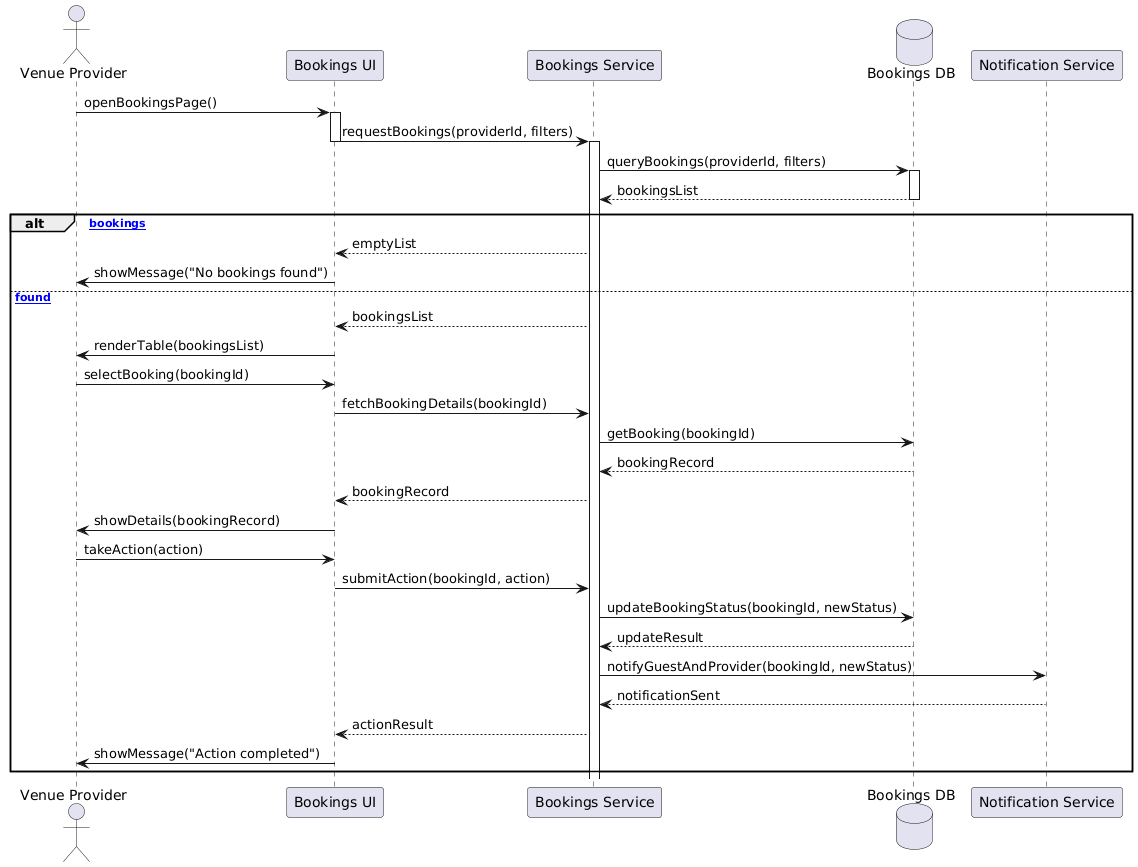 Venue Provider
Bookings UI
Bookings Service
Bookings DB
Notification Service
openBookingsPage()
requestBookings(providerId, filters)
queryBookings(providerId, filters)
bookingsList
alt
bookings
emptyList
showMessage("No bookings found")
found
bookingsList
renderTable(bookingsList)
selectBooking(bookingId)
fetchBookingDetails(bookingId)
getBooking(bookingId)
bookingRecord
bookingRecord
showDetails(bookingRecord)
takeAction(action)
submitAction(bookingId, action)
updateBookingStatus(bookingId, newStatus)
updateResult
notifyGuestAndProvider(bookingId, newStatus)
notificationSent
actionResult
showMessage("Action completed")
Venue Provider
Bookings UI
Bookings Service
Bookings DB
Notification Service